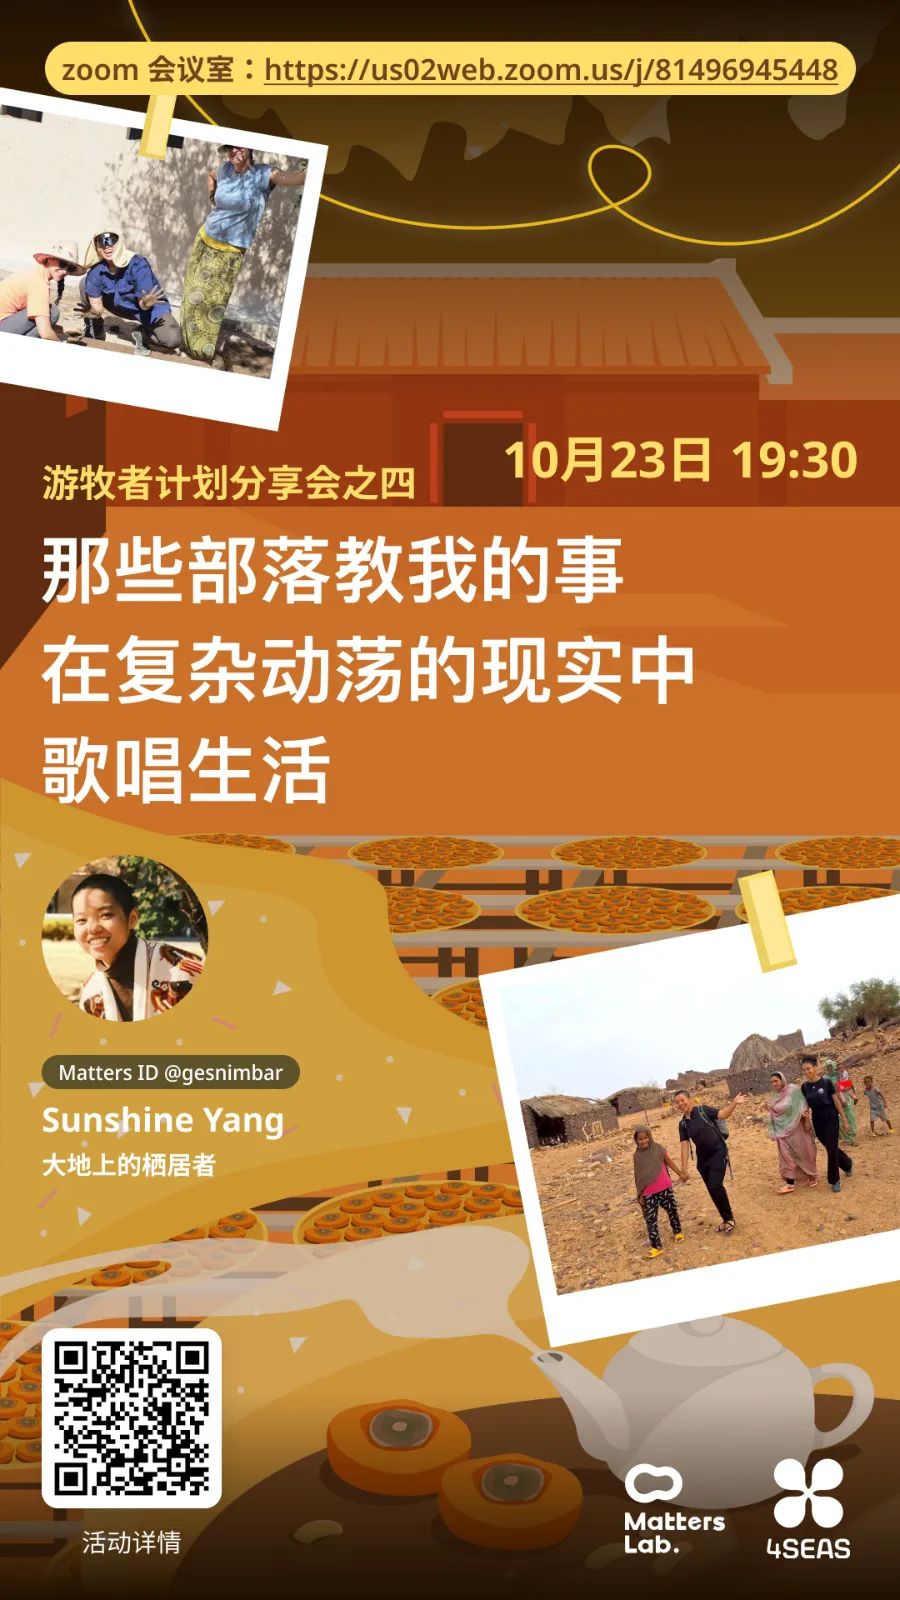 zoom 会议室：https://us02web.zoom.us/j/81496945448
10月23日 19:30
游牧者计划分享会之四
那些部落教我的事
在复杂动荡的现实中
歌唱生活
Matters ID @gesnimbar
Sunshine Yang
大地上的栖居者
活动详情
Matters
Lab.
4SEAS